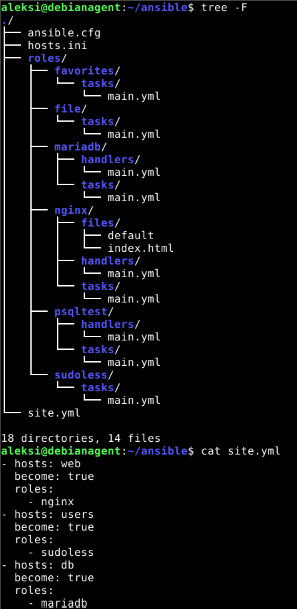 aleksi@debianagent:~/ansible$ tree -F
./
├── ansible.cfg
├── hosts.ini
├── roles/
│   ├── favorites/
│   │   └── tasks/
│   │       └── main.yml
│   ├── file/
│   │   └── tasks/
│   │       └── main.yml
│   ├── mariadb/
│   │   ├── handlers/
│   │   │   └── main.yml
│   │   └── tasks/
│   │       └── main.yml
│   ├── nginx/
│   │   ├── files/
│   │   │   ├── default
│   │   │   └── index.html
│   │   ├── handlers/
│   │   │   └── main.yml
│   │   └── tasks/
│   │       └── main.yml
│   ├── psqltest/
│   │   ├── handlers/
│   │   │   └── main.yml
│   │   └── tasks/
│   │       └── main.yml
│   └── sudoless/
│       └── tasks/
│           └── main.yml
└── site.yml
18 directories, 14 files
aleksi@debianagent:~/ansible$ cat site.yml
- hosts: web
  become: true
  roles:
    - nginx
- hosts: users
  become: true
  roles:
    - sudoless
- hosts: db
  become: true
  roles:
    - mariadb